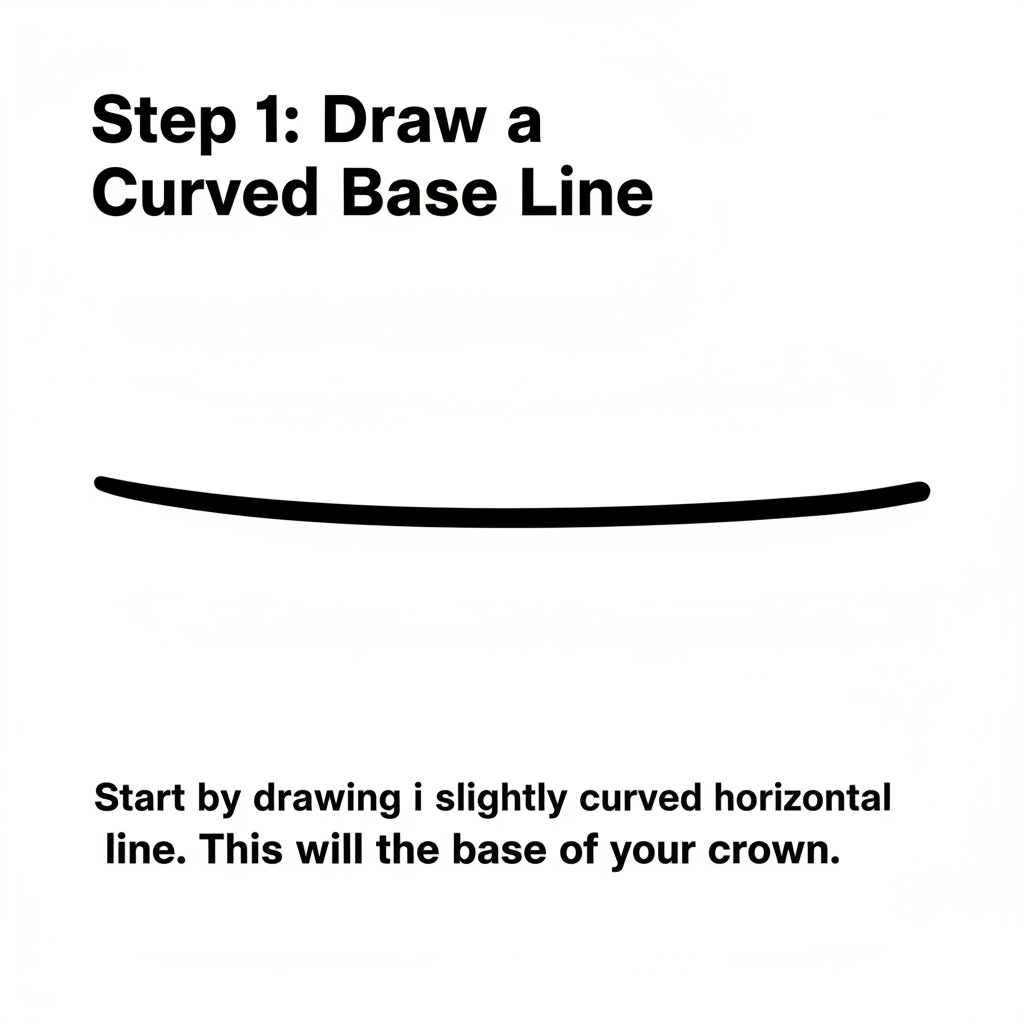 Step 1: Draw a
Curved Base Line
Start by drawing i slightly curved horizontal
line. This will the base of your crown.